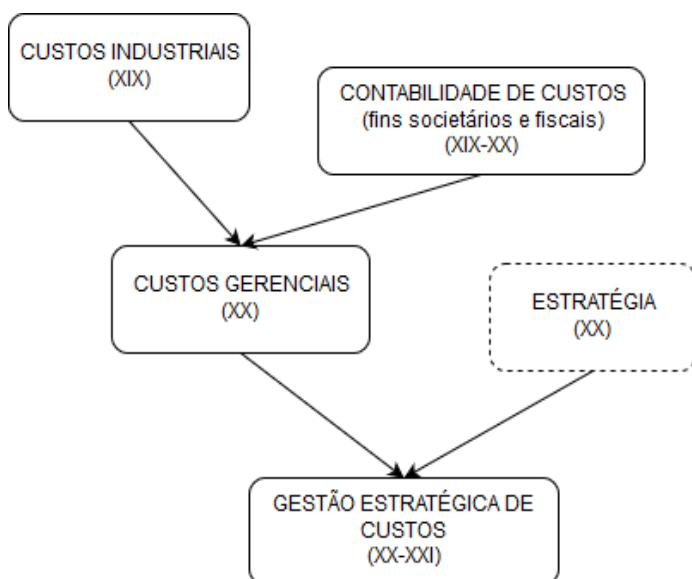 CUSTOS INDUSTRIAIS
(XIX)
CONTABILIDADE DE CUSTOS
(fins societários e fiscais)
(XIX-XX)
CUSTOS GERENCIAIS
(XX)
ESTRATÉGIA
(XX)
GESTÃO ESTRATÉGICA DE
CUSTOS
(XX-XXI)